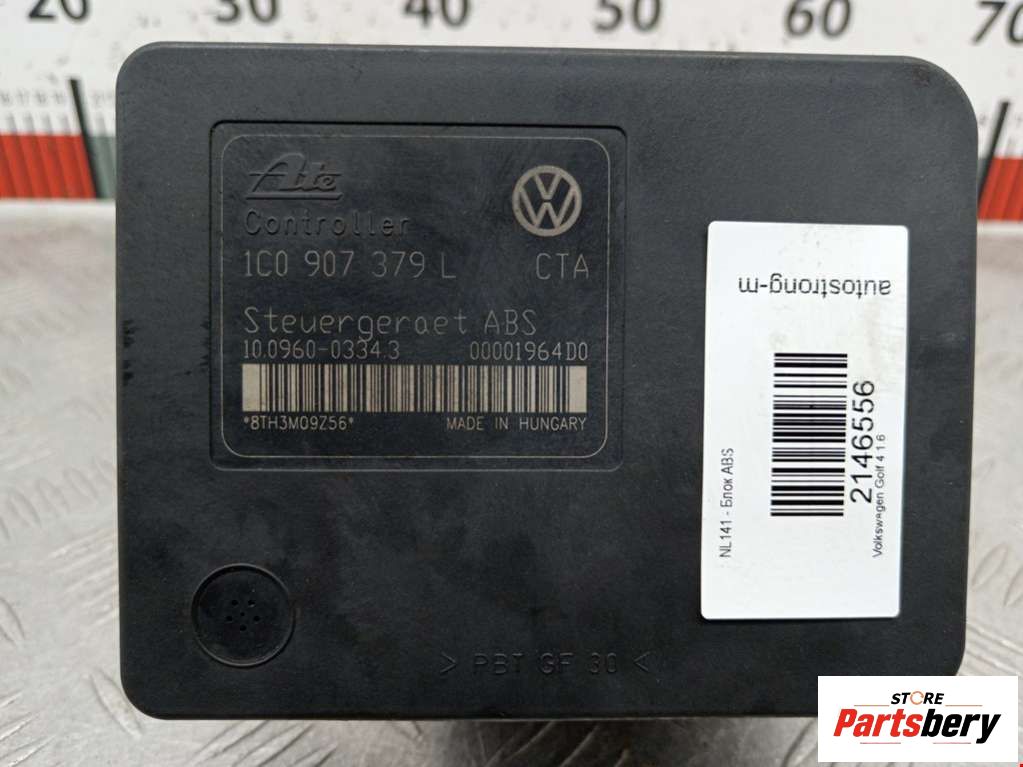 20
30
40
50
60
70
Ate
Controller
1C0 907 379 L CTA
Steuergeraet ABS
10.0960-0334.3 00001964D0
*8TH3M09Z56* MADE IN HUNGARY
> PBT GF 30 <
autostrong-m
NL141 - Блок ABS
2146556
Volkswagen Golf 4 1.6
STORE
Partsbery